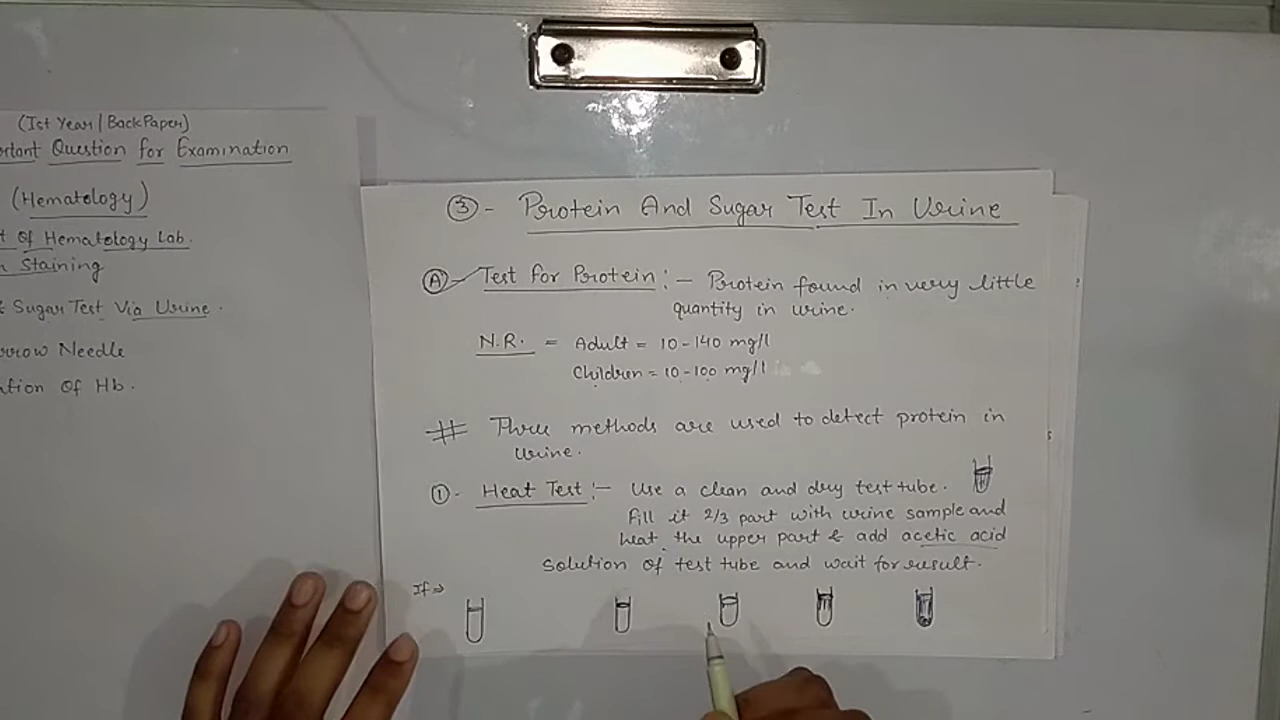 (Ist Year/Back Paper)
Question for Examination
(Hematology)
Of Hematology Lab.
Staining
Sugar Test Via Urine.
Needle
Of Hb.
③- Protein And Sugar Test In Urine
Ⓐ- Test for Protein :- Protein found in very little
quantity in urine.
N.R. = Adult = 10-140 mg/l
Children = 10-100 mg/l
# Three methods are used to detect protein in
urine.
①- Heat Test :- Use a clean and dry test tube.
Fill it 2/3 part with urine sample and
heat the upper part & add acetic acid
solution of test tube and wait for result.
If ⇒